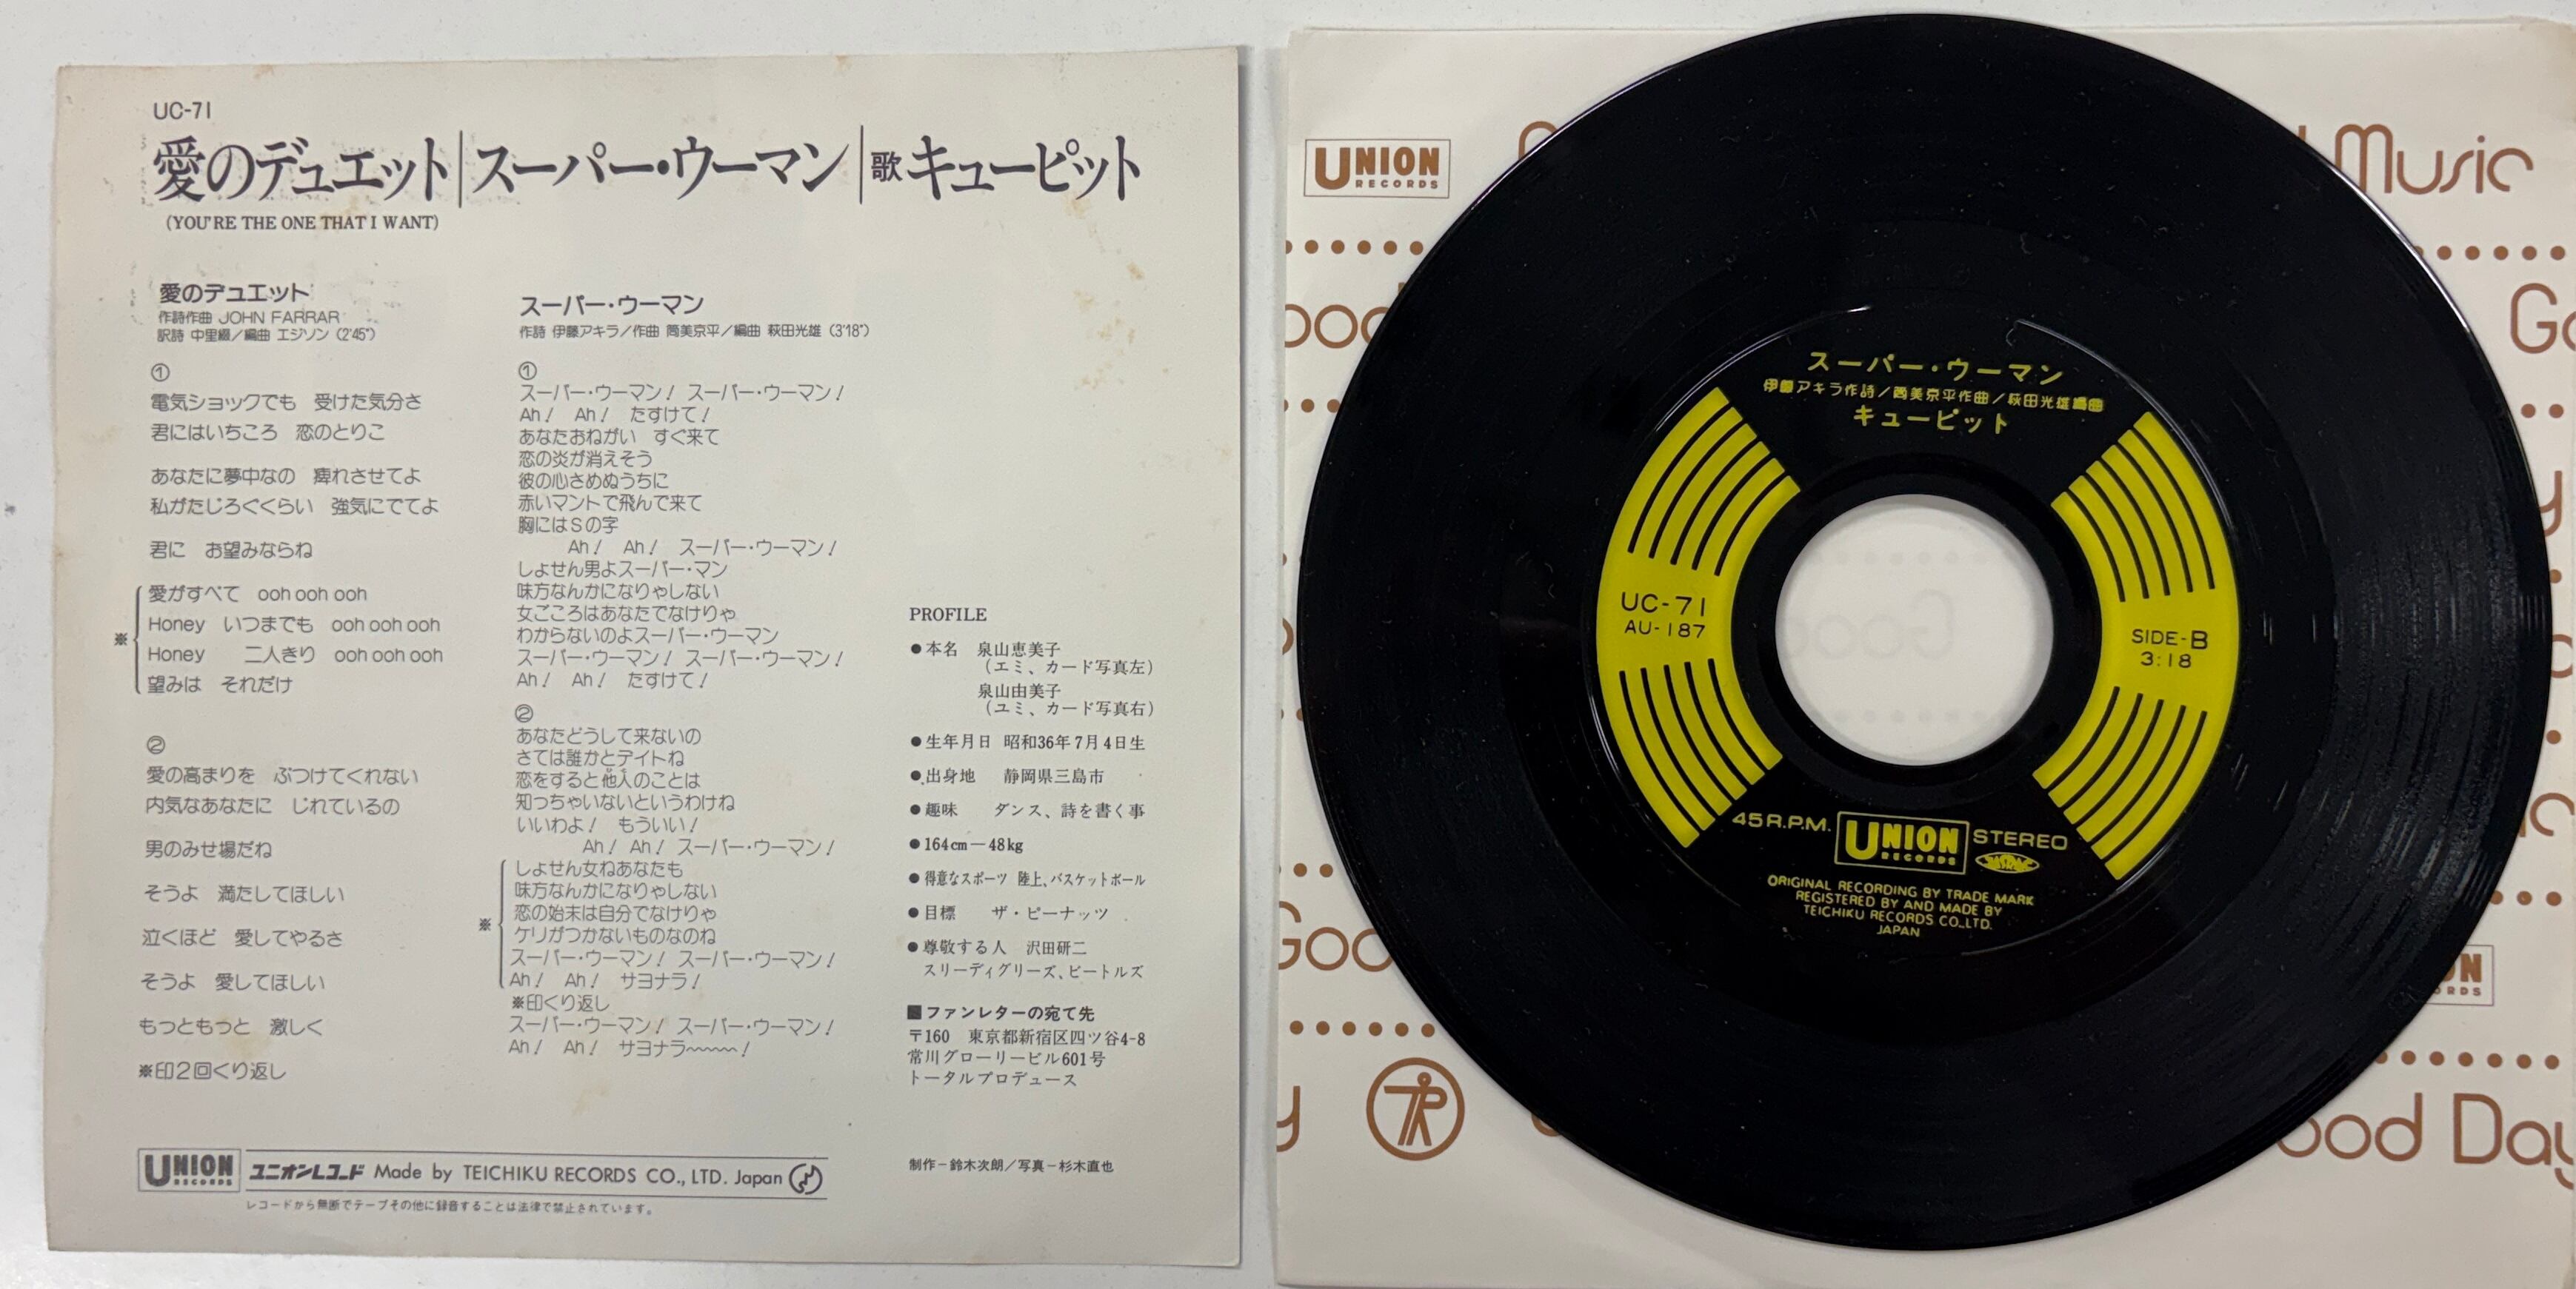 UC-71
愛のデュエット|スーパー・ウーマン|歌キューピット
(YOU'RE THE ONE THAT I WANT)
愛のデュエット
作詩作曲 JOHN FARRAR
訳詩 中里綴/編曲 エジソン (2'45")
①
電気ショックでも 受けた気分さ
君にはいちころ 恋のとりこ
あなたに夢中なの 痺れさせてよ
私がたじろぐくらい 強気にでてよ
君に お望みならね
愛がすべて ooh ooh ooh
Honey いつまでも ooh ooh ooh
※
Honey 二人きり ooh ooh ooh
望みは それだけ
②
愛の高まりを ぶつけてくれない
内気なあなたに じれているの
男のみせ場だね
そうよ 満たしてほしい
泣くほど 愛してやるさ
そうよ 愛してほしい
もっともっと 激しく
※印2回くり返し
スーパー・ウーマン
作詩 伊藤アキラ/作曲 筒美京平/編曲 萩田光雄 (3'18")
①
スーパー・ウーマン! スーパー・ウーマン!
Ah! Ah! たすけて!
あなたおねがい すぐ来て
恋の炎が消えそう
彼の心さめぬうちに
赤いマントで飛んで来て
胸にはSの字
Ah! Ah! スーパー・ウーマン!
しょせん男よスーパー・マン
味方なんかになりゃしない
女ごころはあなたでなけりゃ
わからないのよスーパー・ウーマン
スーパー・ウーマン! スーパー・ウーマン!
Ah! Ah! たすけて!
②
あなたどうして来ないの
さては誰かとデイトね
恋をすると他人のことは
知っちゃいないというわけね
いいわよ! もういい!
Ah! Ah! スーパー・ウーマン!
しょせん女ねあなたも
味方なんかになりゃしない
恋の始末は自分でなけりゃ
※
ケリがつかないものなのね
スーパー・ウーマン! スーパー・ウーマン!
Ah! Ah! サヨナラ!
※印くり返し
スーパー・ウーマン! スーパー・ウーマン!
Ah! Ah! サヨナラ〜〜〜!
PROFILE
●本名 泉山恵美子
(エミ、カード写真左)
泉山由美子
(ユミ、カード写真右)
●生年月日 昭和36年7月4日生
●出身地 静岡県三島市
●趣味 ダンス、詩を書く事
●164cm—48kg
●得意なスポーツ 陸上、バスケットボール
●目標 ザ・ピーナッツ
●尊敬する人 沢田研二
スリーディグリーズ、ビートルズ
■ファンレターの宛て先
〒160 東京都新宿区四ツ谷4-8
常川グローリービル601号
トータルプロデュース
制作−鈴木次朗/写真−杉木直也
UNION RECORDS ユニオンレコード Made by TEICHIKU RECORDS CO., LTD. Japan
レコードから無断でテープその他に録音することは法律で禁止されています。
UNION
RECORDS
Music
Good
スーパー・ウーマン
伊藤アキラ作詩/筒美京平作曲/萩田光雄編曲
キューピット
UC-71
AU-187
SIDE-B
3:18
45R.P.M. UNION RECORDS STEREO
ORIGINAL RECORDING BY TRADE MARK
REGISTERED BY AND MADE BY
TEICHIKU RECORDS CO.,LTD.
JAPAN
Good Day